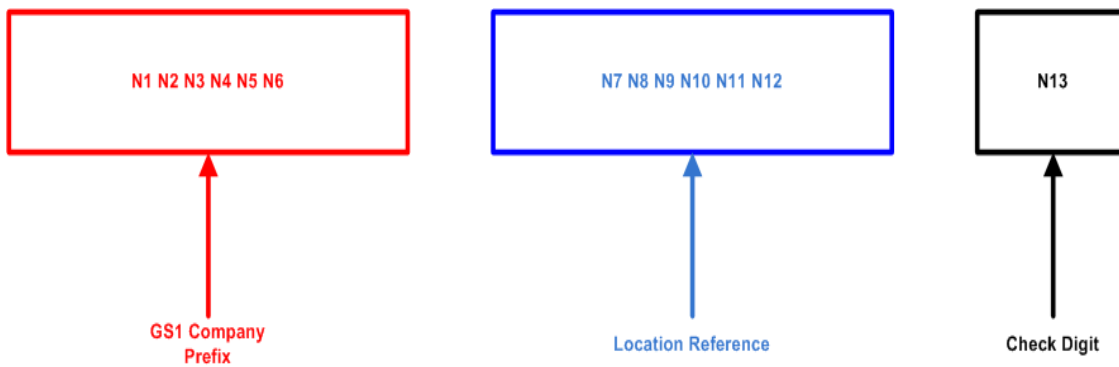 N1 N2 N3 N4 N5 N6
N7 N8 N9 N10 N11 N12
N13
GS1 Company
Prefix
Location Reference
Check Digit